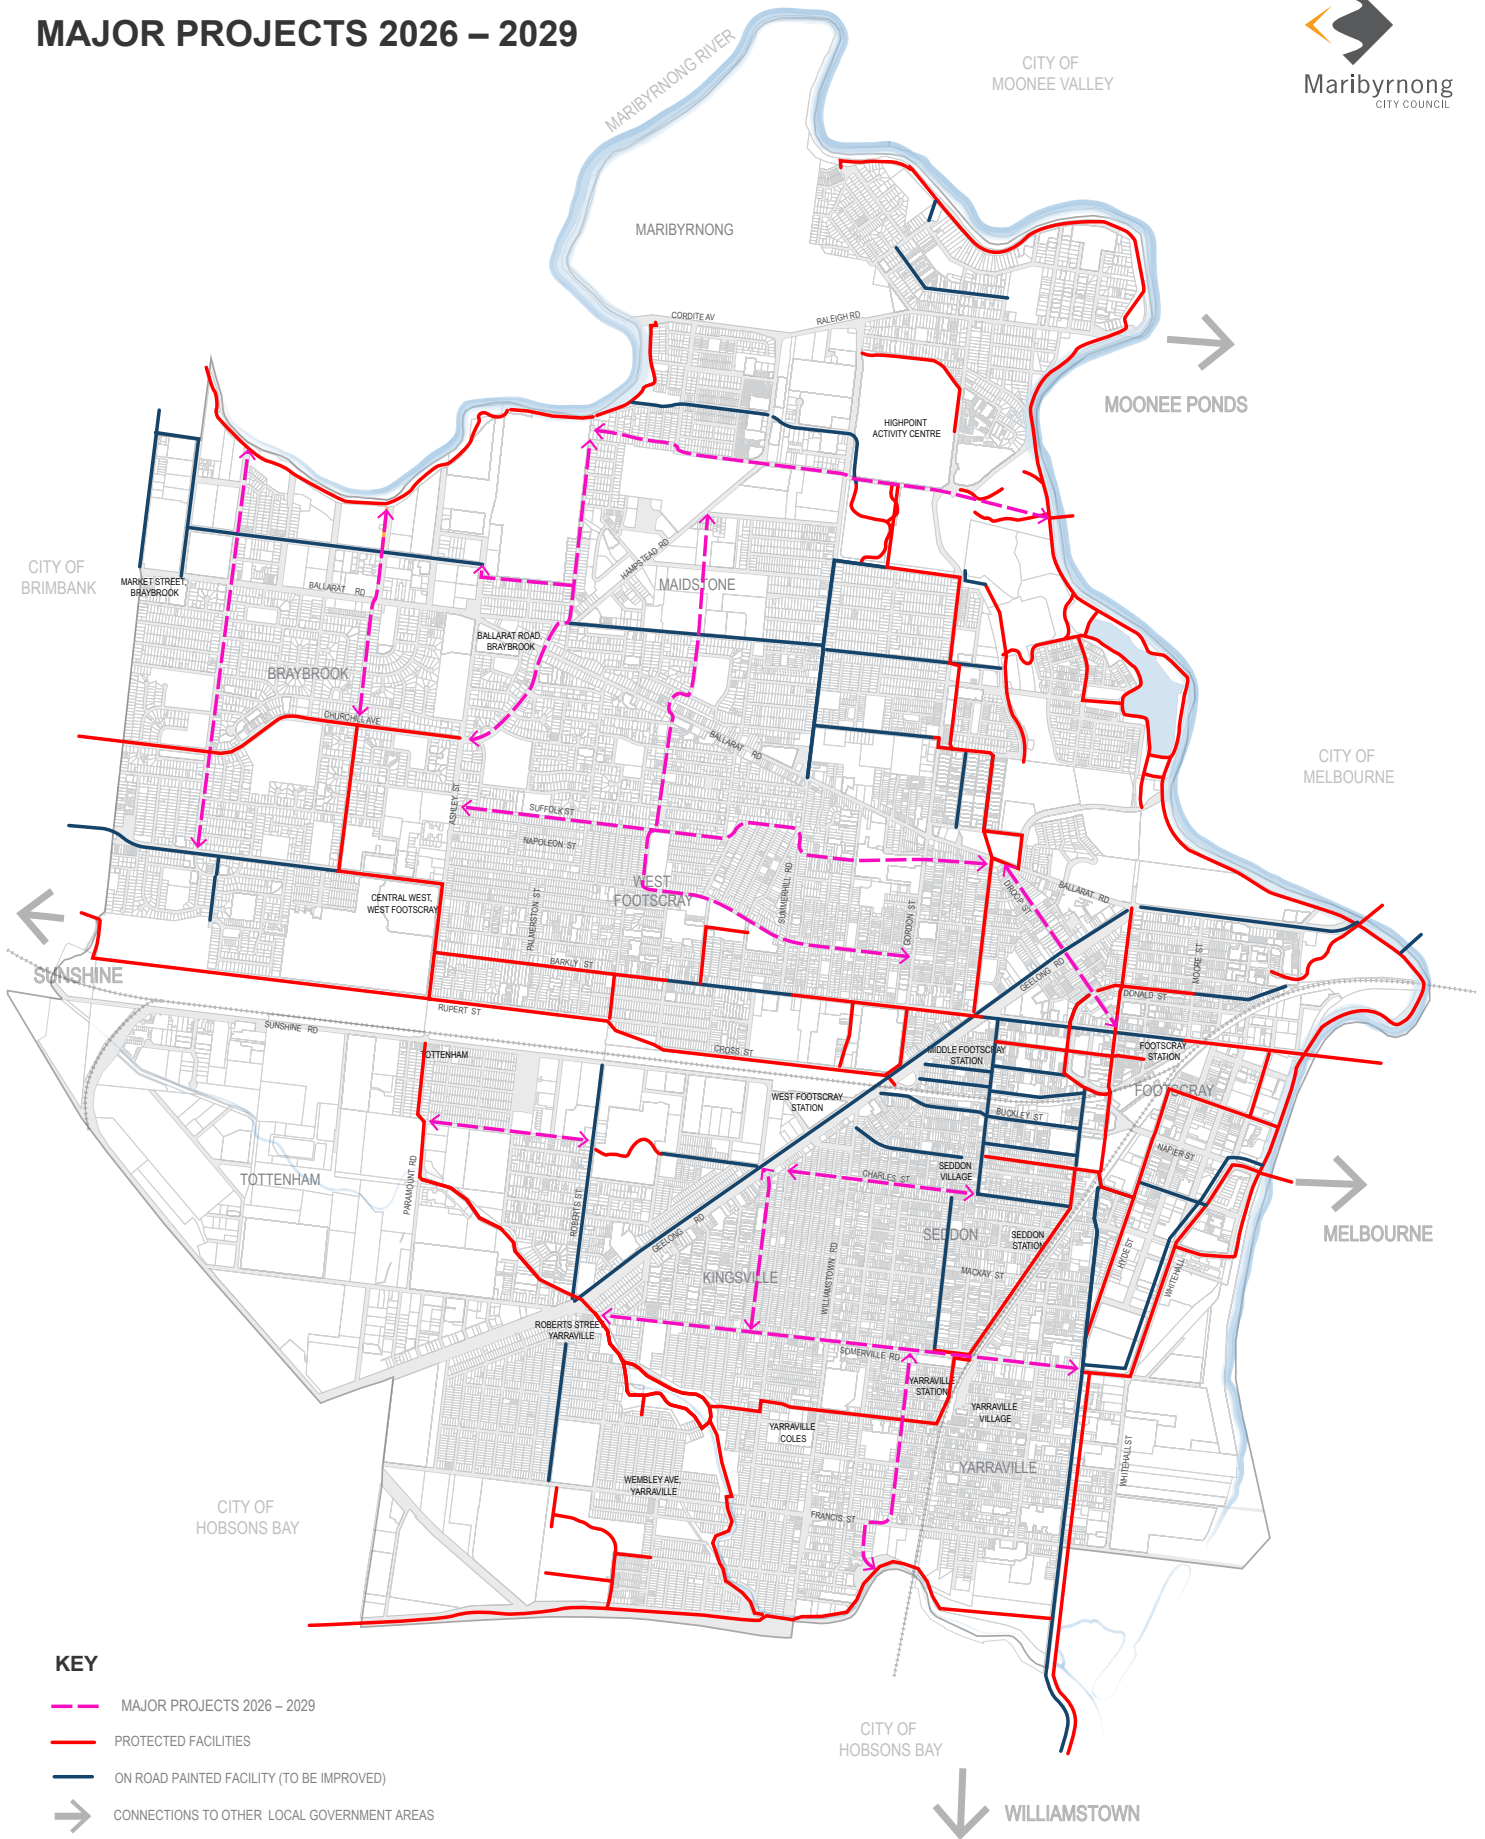 MAJOR PROJECTS 2026 – 2029
Maribyrnong
CITY COUNCIL
MARIBYRNONG RIVER
CITY OF
MOONEE VALLEY
MARIBYRNONG
CORDITE AV
RALEIGH RD
MOONEE PONDS
HIGHPOINT
ACTIVITY CENTRE
CITY OF
BRIMBANK
MARKET STREET,
BRAYBROOK
BALLARAT RD
HAMPSTEAD RD
MAIDSTONE
BALLARAT ROAD,
BRAYBROOK
BRAYBROOK
CHURCHILL AVE
BALLARAT RD
CITY OF
MELBOURNE
ASHLEY ST
SUFFOLK ST
NAPOLEON ST
WEST
FOOTSCRAY
SUMMERHILL RD
PALMERSTON ST
GORDON ST
DROOP ST
BALLARAT RD
CENTRAL WEST,
WEST FOOTSCRAY
BARKLY ST
GEELONG RD
MOORE ST
DONALD ST
SUNSHINE
RUPERT ST
SUNSHINE RD
CROSS ST
TOTTENHAM
MIDDLE FOOTSCRAY
STATION
FOOTSCRAY
STATION
FOOTSCRAY
WEST FOOTSCRAY
STATION
BUCKLEY ST
NAPIER ST
TOTTENHAM
PARAMOUNT RD
ROBERTS ST
CHARLES ST
SEDDON
VILLAGE
GEELONG RD
SEDDON
SEDDON
STATION
MELBOURNE
HYDE ST
WHITEHALL
KINGSVILLE
WILLIAMSTOWN RD
MACKAY ST
ROBERTS STREE
YARRAVILLE
SOMERVILLE RD
YARRAVILLE
STATION
YARRAVILLE
VILLAGE
YARRAVILLE
COLES
YARRAVILLE
WHITEHALL ST
WEMBLEY AVE,
YARRAVILLE
FRANCIS ST
CITY OF
HOBSONS BAY
KEY
MAJOR PROJECTS 2026 – 2029
PROTECTED FACILITIES
ON ROAD PAINTED FACILITY (TO BE IMPROVED)
CONNECTIONS TO OTHER LOCAL GOVERNMENT AREAS
CITY OF
HOBSONS BAY
WILLIAMSTOWN